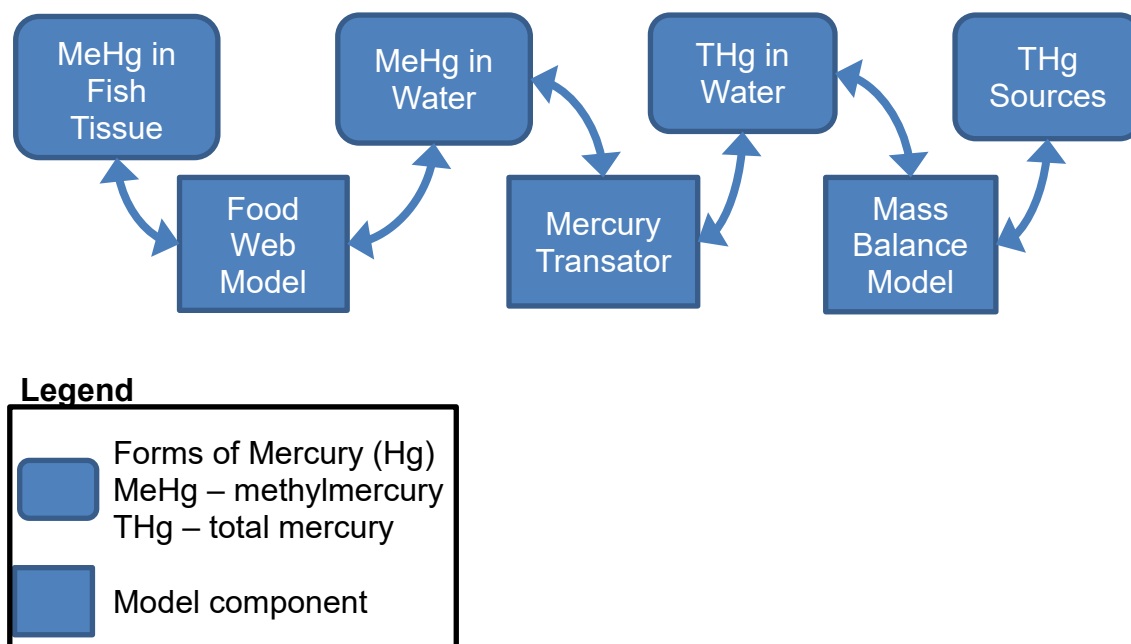 MeHg in
Fish
Tissue
MeHg in
Water
THg in
Water
THg
Sources
Food
Web
Model
Mercury
Transator
Mass
Balance
Model
Legend
Forms of Mercury (Hg)
MeHg – methylmercury
THg – total mercury
Model component